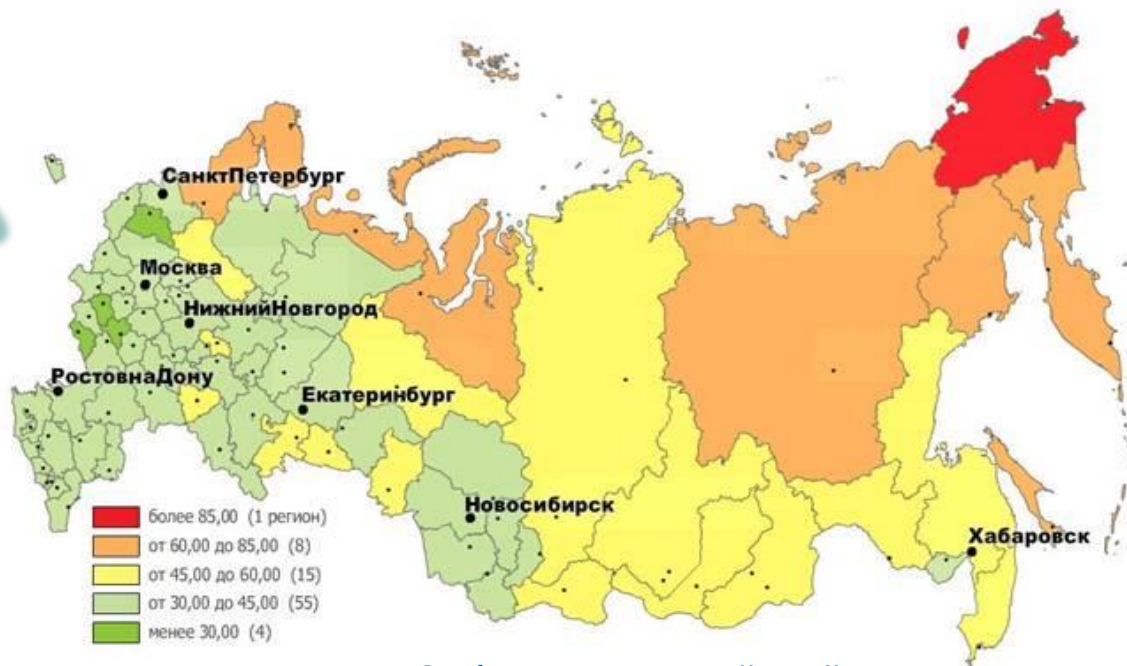 СанктПетербург
Москва
НижнийНовгород
РостовнаДону
Екатеринбург
Новосибирск
Хабаровск
более 85,00 (1 регион)
от 60,00 до 85,00 (8)
от 45,00 до 60,00 (15)
от 30,00 до 45,00 (55)
менее 30,00 (4)